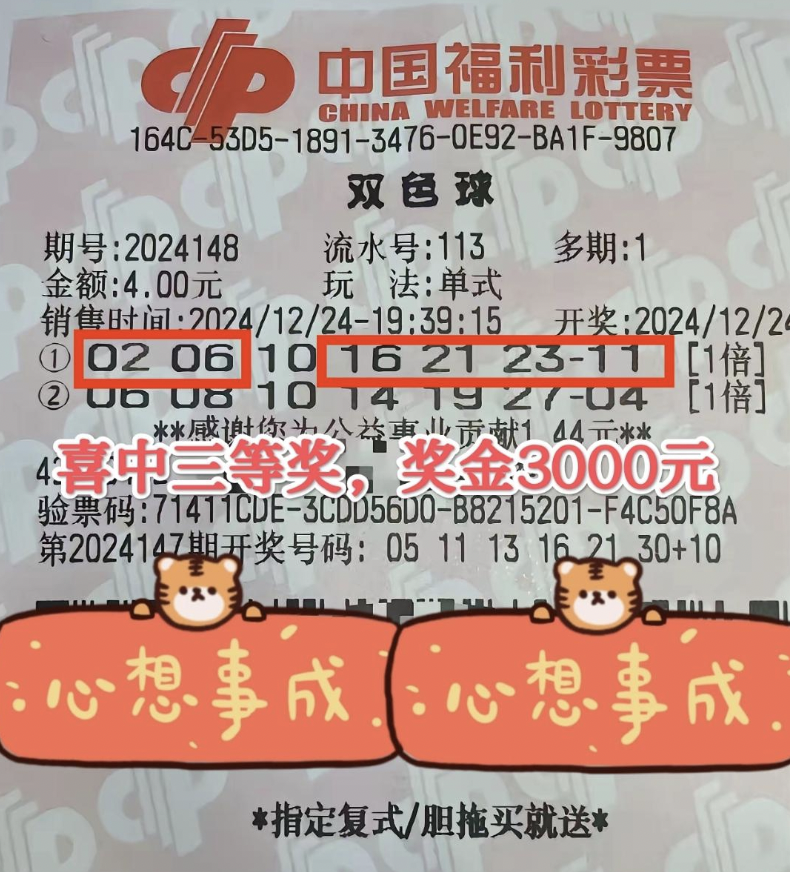 中国福利彩票
CHINA WELFARE LOTTERY
164C-53D5-1891-3476-0E92-BA1F-9807
双色球
期号:2024148 流水号:113 多期:1
金额:4.00元 玩 法:单式
销售时间:2024/12/24-19:39:15 开奖:2024/12/24
① 02 06 10 16 21 23-11 [1倍]
② 06 08 10 14 19 27-04 [1倍]
**感谢您为公益事业贡献1.44元**
喜中三等奖，奖金3000元
验票码:71411CDE-3CDD56D0-B8215201-F4C50F8A
第2024147期开奖号码: 05 11 13 16 21 30+10
心想事成 心想事成
*指定复式/胆拖买就送*